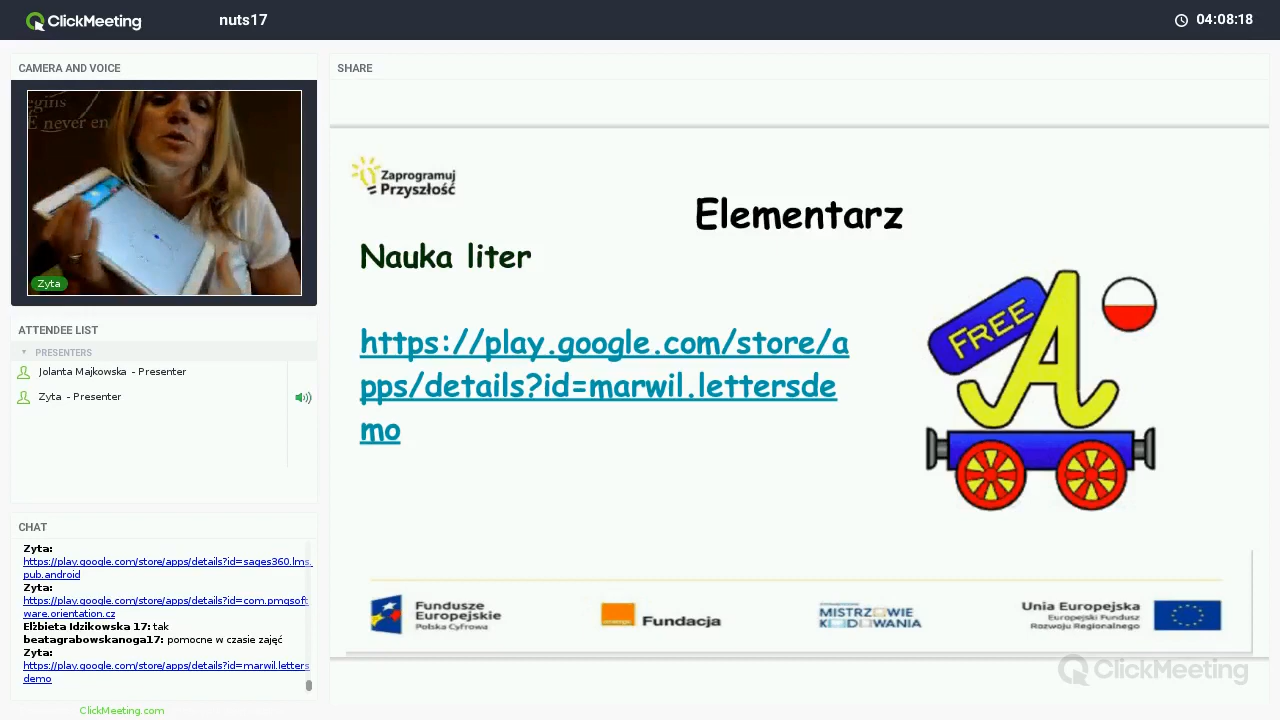 ClickMeeting
nuts17
04:08:18
CAMERA AND VOICE
egins
E never en
Zyta
ATTENDEE LIST
PRESENTERS
Jolanta Majkowska - Presenter
Zyta - Presenter
CHAT
Zyta:
https://play.google.com/store/apps/details?id=sages360.lms.
pub.android
Zyta:
https://play.google.com/store/apps/details?id=com.pmqsoft
ware.orientation.cz
Elżbieta Idzikowska 17: tak
beatagrabowskanoga17: pomocne w czasie zajęć
Zyta:
https://play.google.com/store/apps/details?id=marwil.letters
demo
ClickMeeting.com
SHARE
Zaprogramuj
Przyszłość
Elementarz
Nauka liter
https://play.google.com/store/a
pps/details?id=marwil.lettersde
mo
FREE
A
Fundusze
Europejskie
Polska Cyfrowa
Fundacja
MISTRZOWIE
KODOWANIA
Unia Europejska
Europejski Fundusz
Rozwoju Regionalnego
ClickMeeting